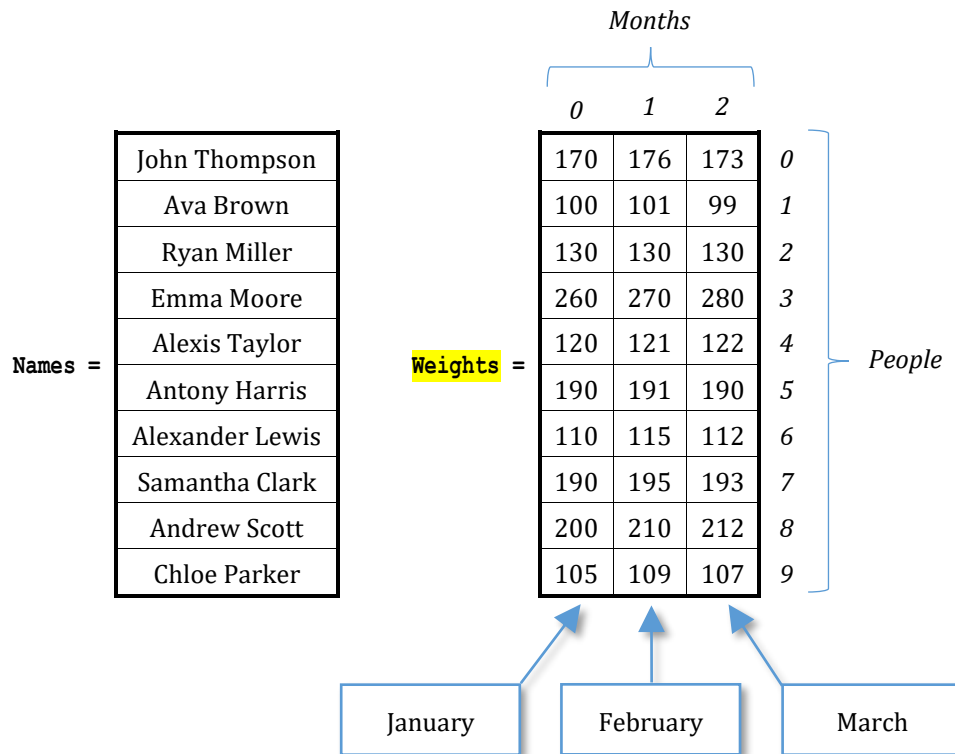 Months
0 1 2
John Thompson 170 176 173 0
Ava Brown 100 101 99 1
Ryan Miller 130 130 130 2
Emma Moore 260 270 280 3
Names = Alexis Taylor Weights = 120 121 122 4 People
Antony Harris 190 191 190 5
Alexander Lewis 110 115 112 6
Samantha Clark 190 195 193 7
Andrew Scott 200 210 212 8
Chloe Parker 105 109 107 9
January February March